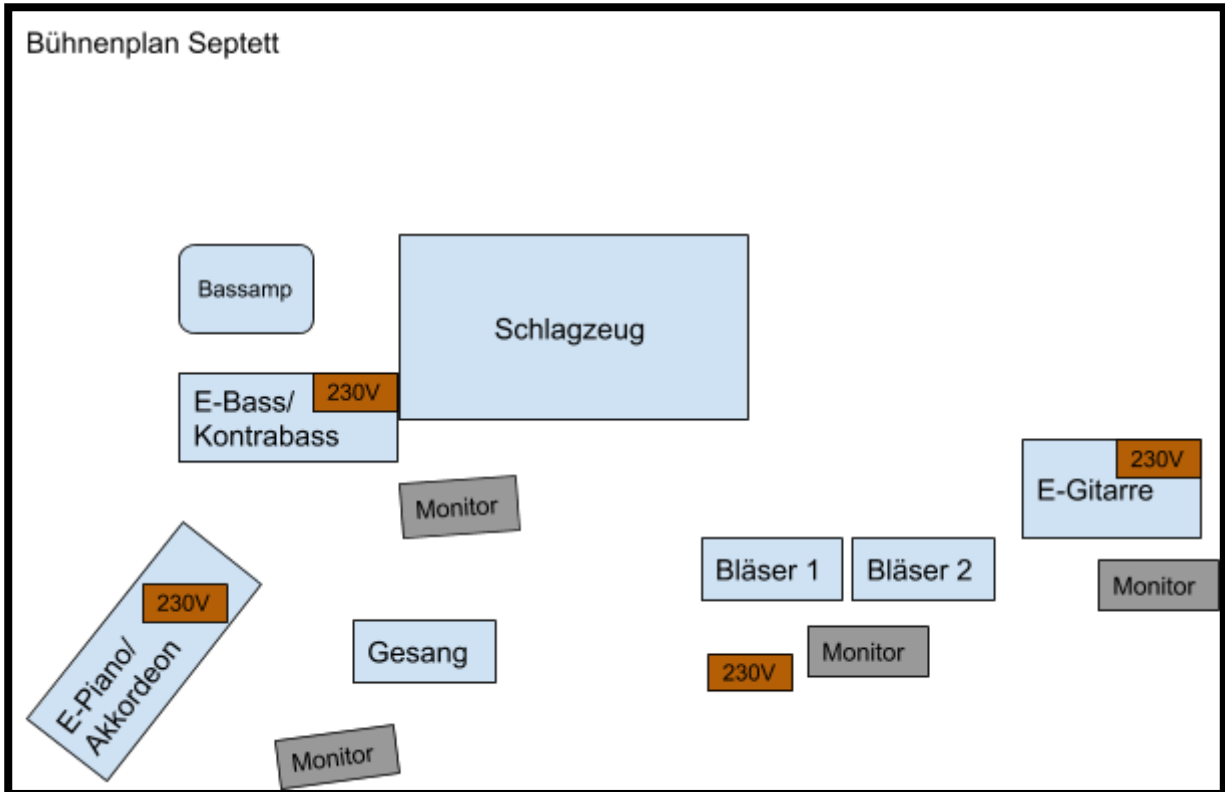 Bühnenplan Septett
Bassamp
Schlagzeug
E-Bass/
Kontrabass
230V
Monitor
230V
E-Gitarre
Bläser 1
Bläser 2
Monitor
230V
E-Piano/
Akkordeon
Gesang
230V
Monitor
Monitor